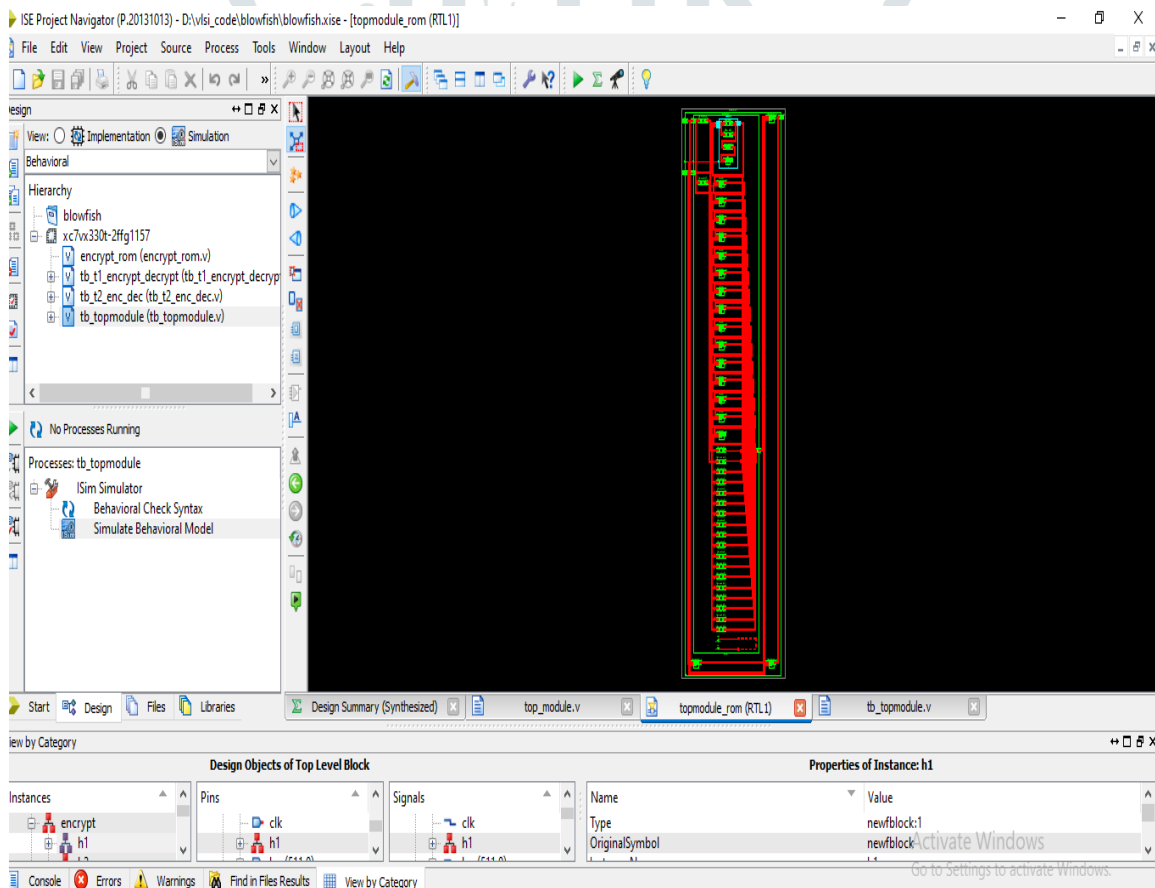 ISE Project Navigator (P.20131013) - D:\vlsi_code\blowfish\blowfish.xise - [topmodule_rom (RTL1)]
File Edit View Project Source Process Tools Window Layout Help
Design
View: Implementation Simulation
Behavioral
Hierarchy
blowfish
xc7vx330t-2ffg1157
encrypt_rom (encrypt_rom.v)
tb_t1_encrypt_decrypt (tb_t1_encrypt_decryp
tb_t2_enc_dec (tb_t2_enc_dec.v)
tb_topmodule (tb_topmodule.v)
No Processes Running
Processes: tb_topmodule
ISim Simulator
Behavioral Check Syntax
Simulate Behavioral Model
Start Design Files Libraries
Design Summary (Synthesized) top_module.v topmodule_rom (RTL1) tb_topmodule.v
iew by Category
Design Objects of Top Level Block Properties of Instance: h1
Instances Pins Signals Name Value
encrypt clk clk Type newfblock:1
h1 h1 h1 OriginalSymbol newfblock
Activate Windows
Go to Settings to activate Windows.
Console Errors Warnings Find in Files Results View by Category